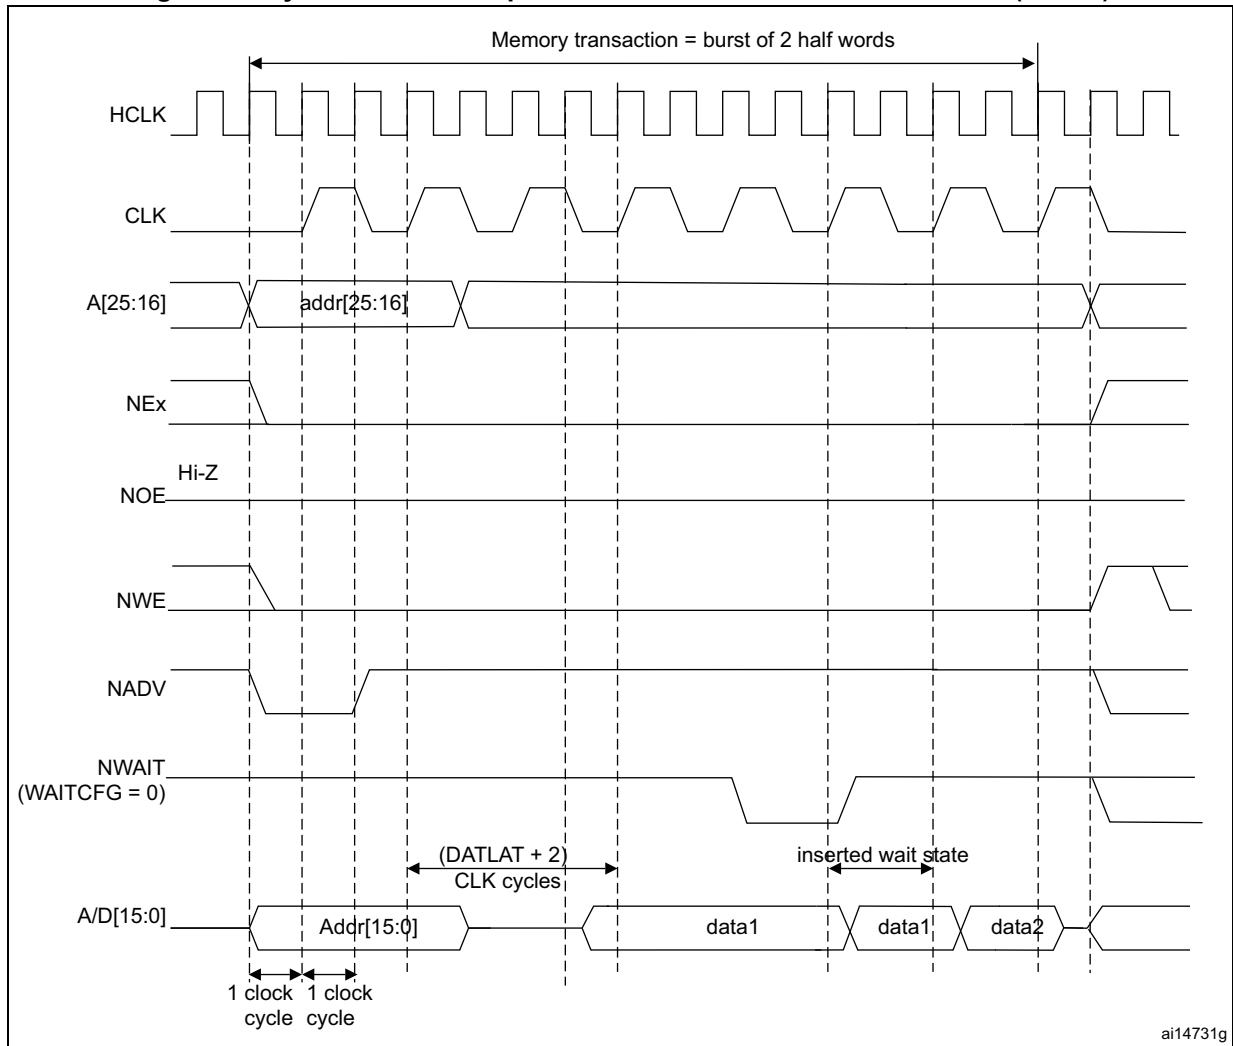 Memory transaction = burst of 2 half words
HCLK
CLK
A[25:16]
addr[25:16]
NEx
Hi-Z
NOE
NWE
NADV
NWAIT
(WAITCFG = 0)
(DATLAT + 2)
CLK cycles
inserted wait state
A/D[15:0]
Addr[15:0]
data1
data1
data2
1 clock
cycle
1 clock
cycle
ai14731g